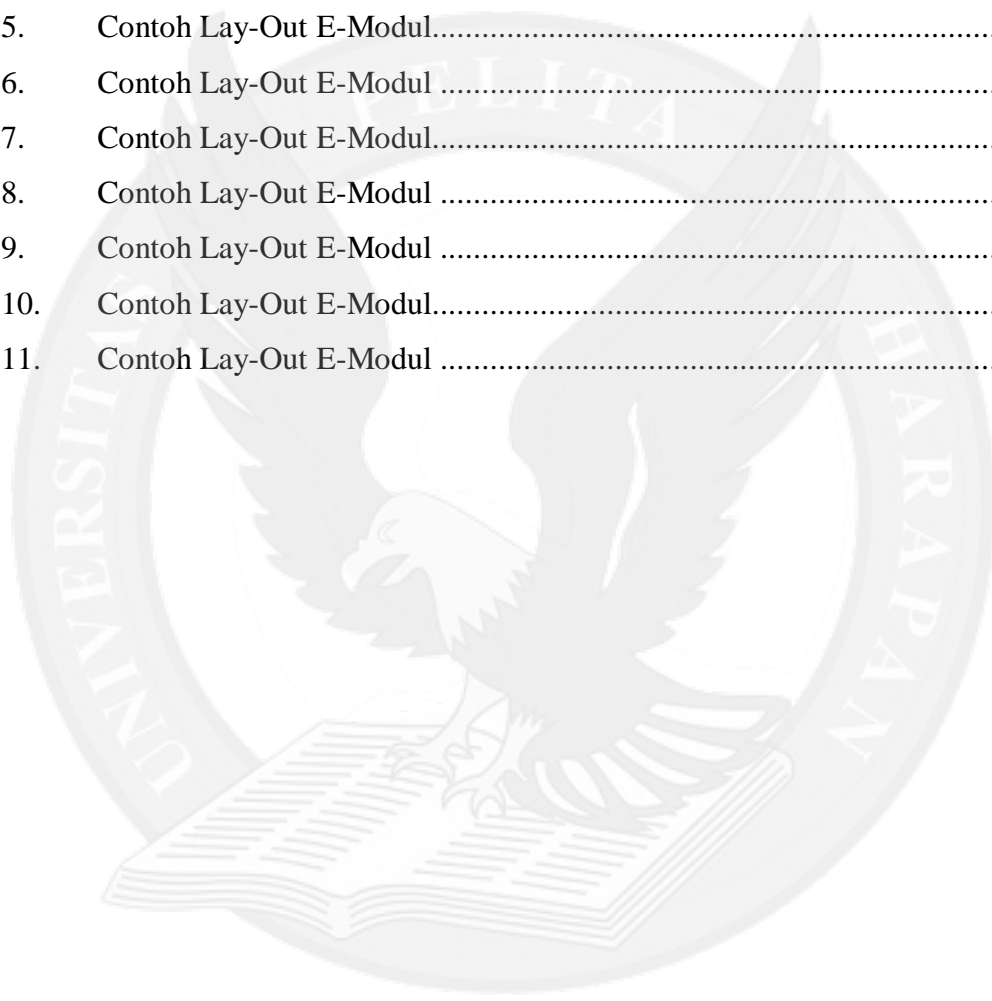 5. Contoh Lay-Out E-Modul....................................................................
6. Contoh Lay-Out E-Modul ...................................................................
7. Contoh Lay-Out E-Modul....................................................................
8. Contoh Lay-Out E-Modul ...................................................................
9. Contoh Lay-Out E-Modul ...................................................................
10. Contoh Lay-Out E-Modul....................................................................
11. Contoh Lay-Out E-Modul ...................................................................
UNIVERSITAS PELITA HARAPAN